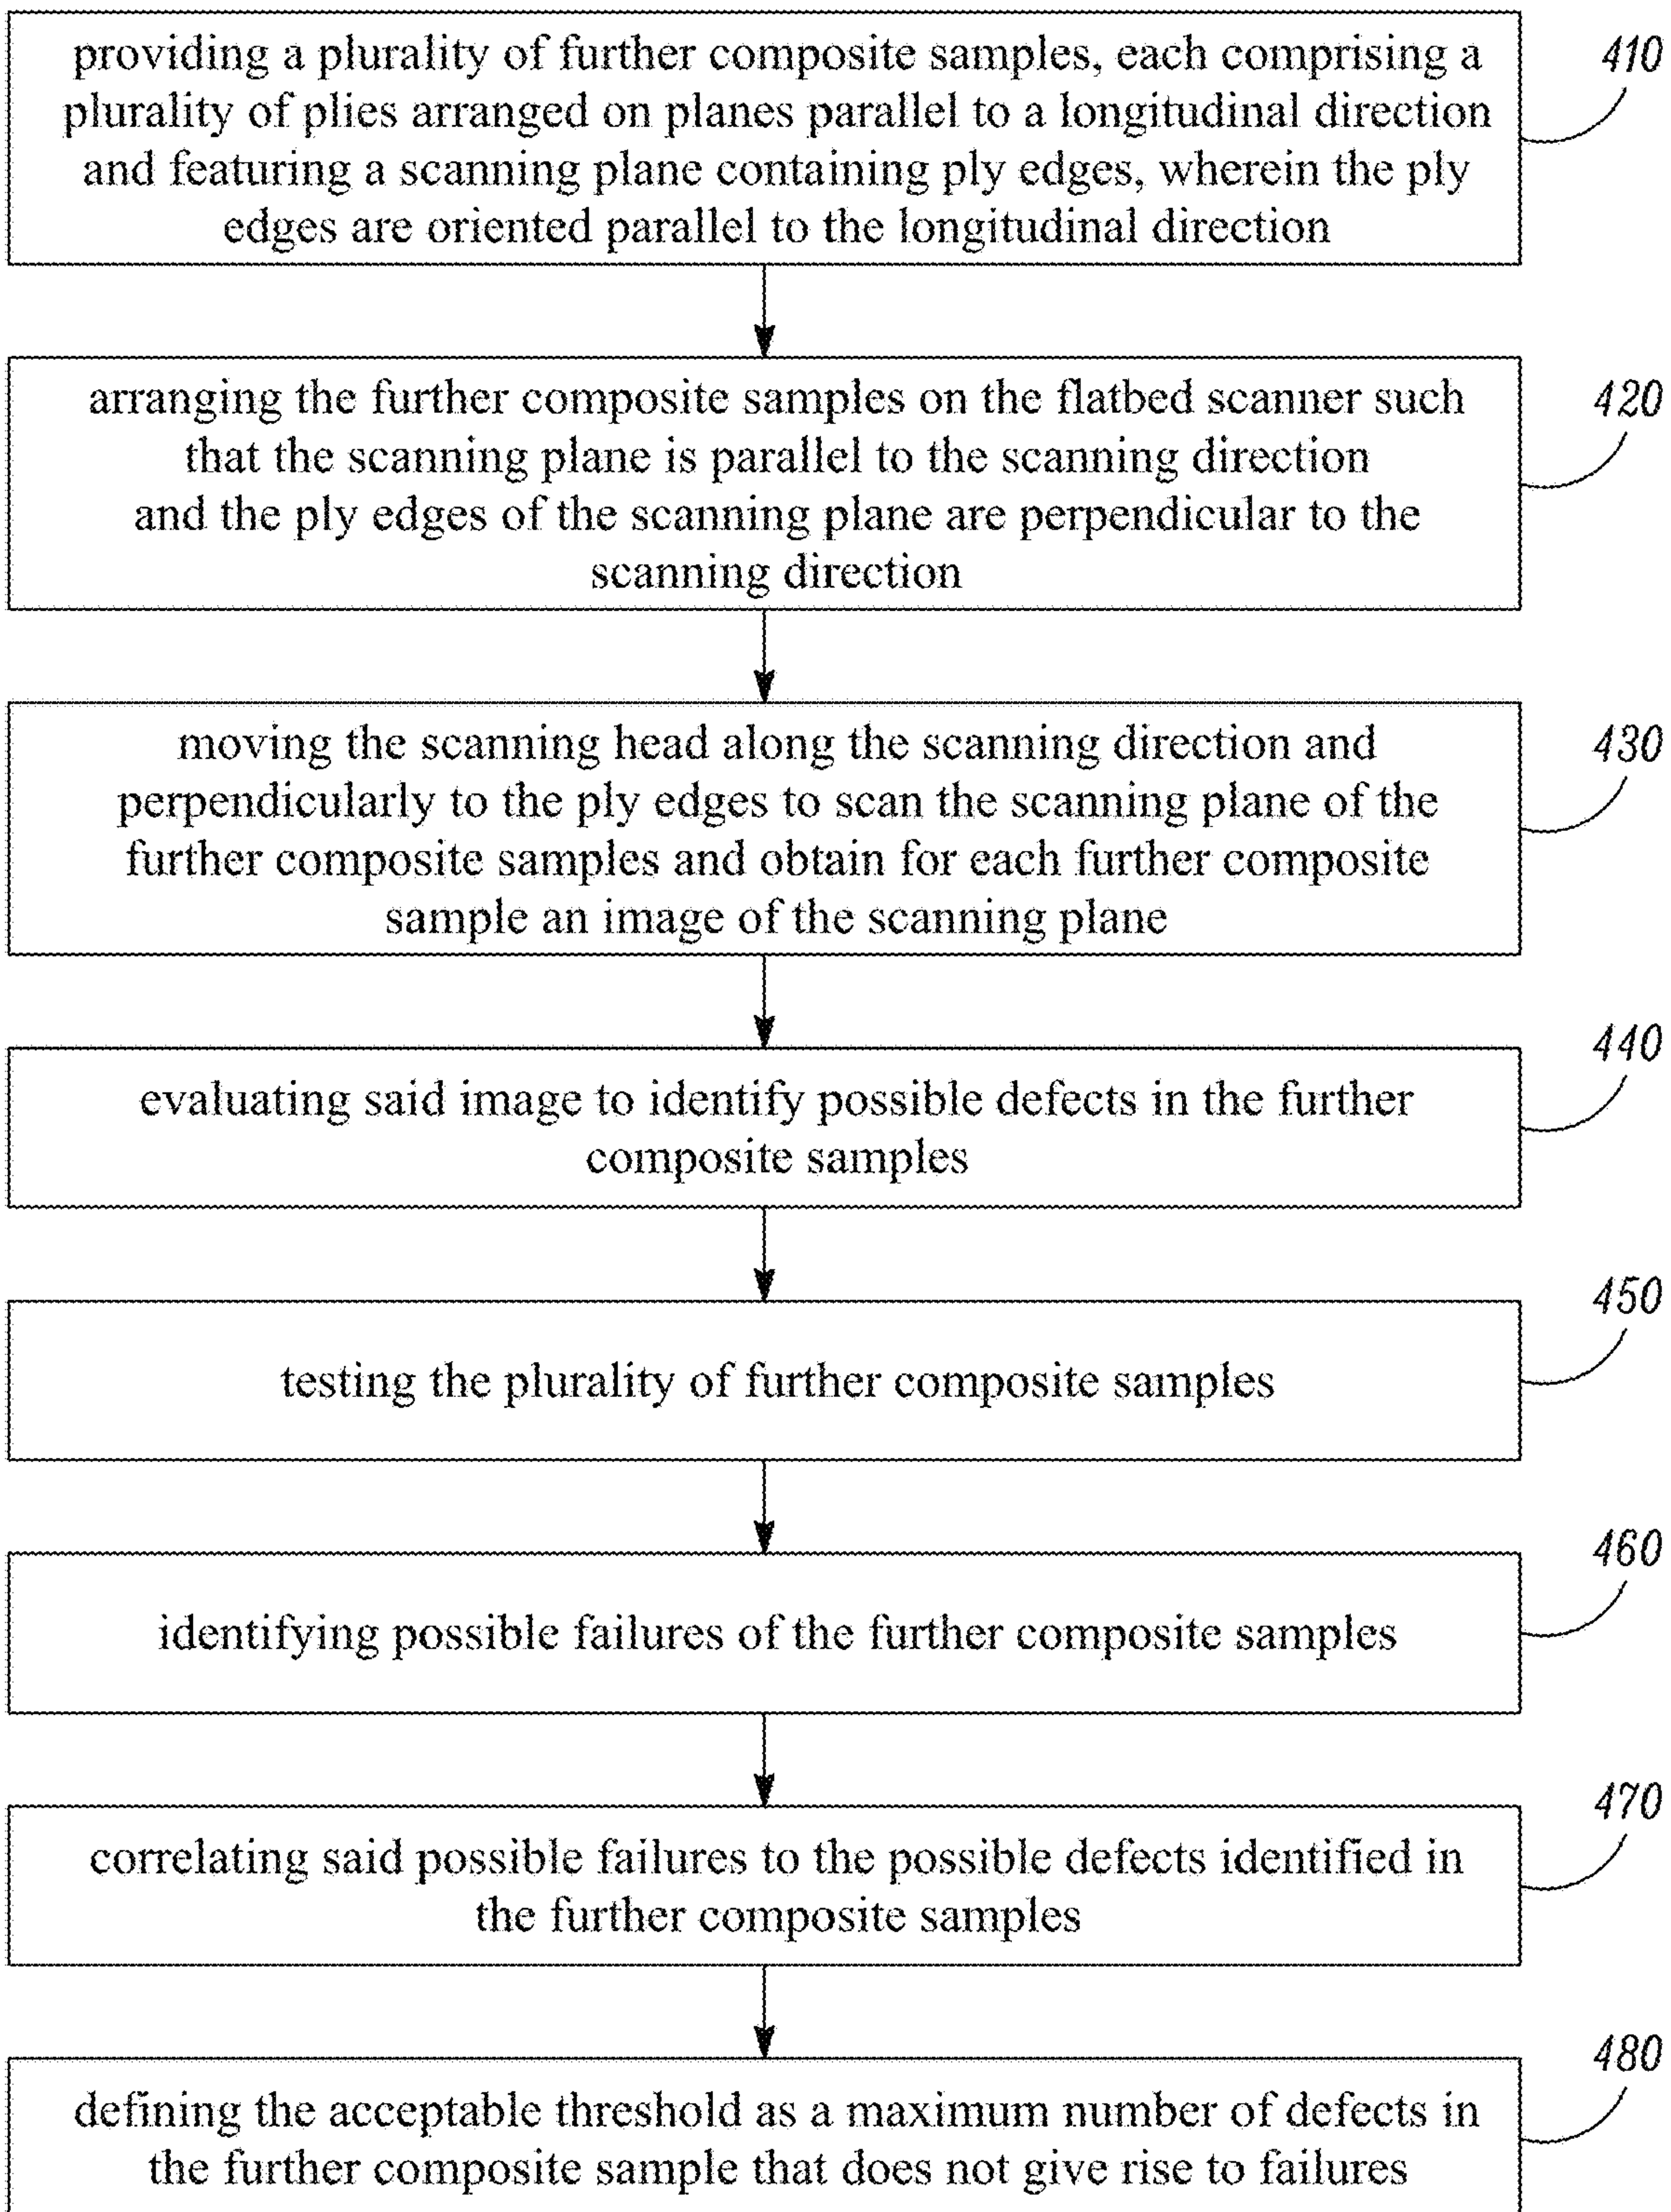 providing a plurality of further composite samples, each comprising a
410
plurality of plies arranged on planes parallel to a longitudinal direction
and featuring a scanning plane containing ply edges, wherein the ply
edges are oriented parallel to the longitudinal direction
arranging the further composite samples on the flatbed scanner such
420
that the scanning plane is parallel to the scanning direction
and the ply edges of the scanning plane are perpendicular to the
scanning direction
moving the scanning head along the scanning direction and
430
perpendicularly to the ply edges to scan the scanning plane of the
further composite samples and obtain for each further composite
sample an image of the scanning plane
440
evaluating said image to identify possible defects in the further
composite samples
450
testing the plurality of further composite samples
460
identifying possible failures of the further composite samples
470
correlating said possible failures to the possible defects identified in
the further composite samples
480
defining the acceptable threshold as a maximum number of defects in
the further composite sample that does not give rise to failures